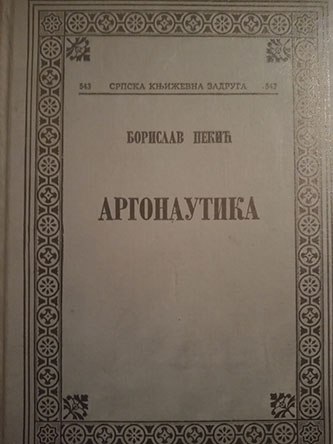 543 СРПСКА КЊИЖЕВНА ЗАДРУГА 543
БОРИСЛАВ ПЕКИЋ
АРГОНАУТИКА